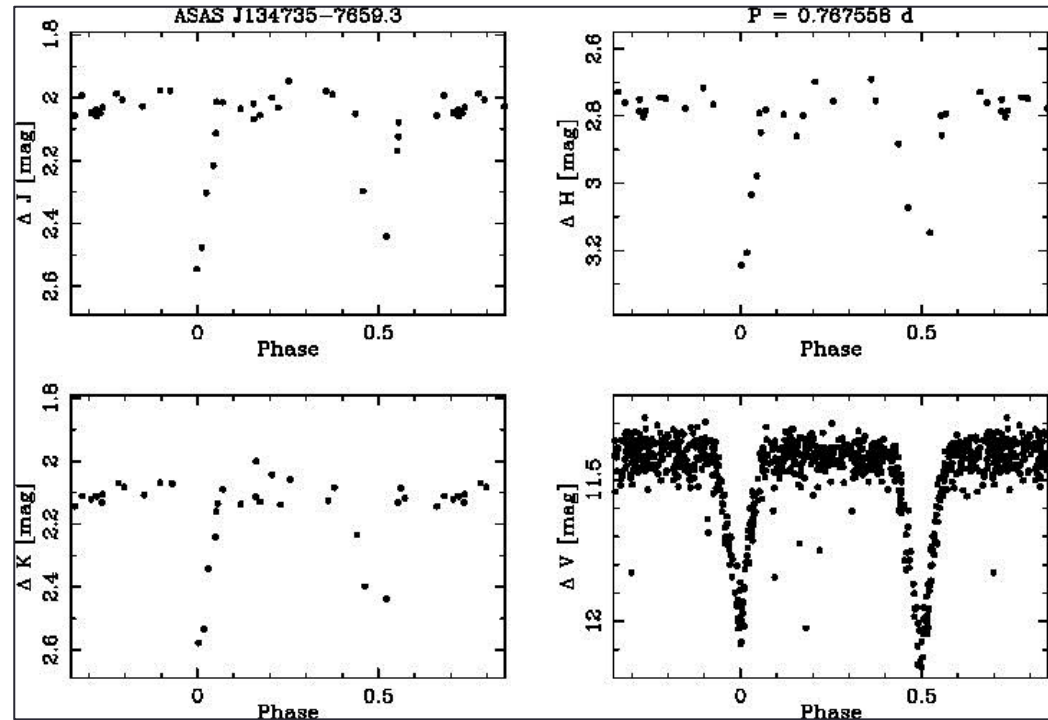 ASAS J134735-7659.3
P = 0.767558 d
Δ J [mag]
1.8
2
2.2
2.4
2.6
0
0.5
Phase
Δ H [mag]
2.6
2.8
3
3.2
0
0.5
Phase
Δ K [mag]
1.8
2
2.2
2.4
2.6
0
0.5
Phase
Δ V [mag]
11.5
12
0
0.5
Phase